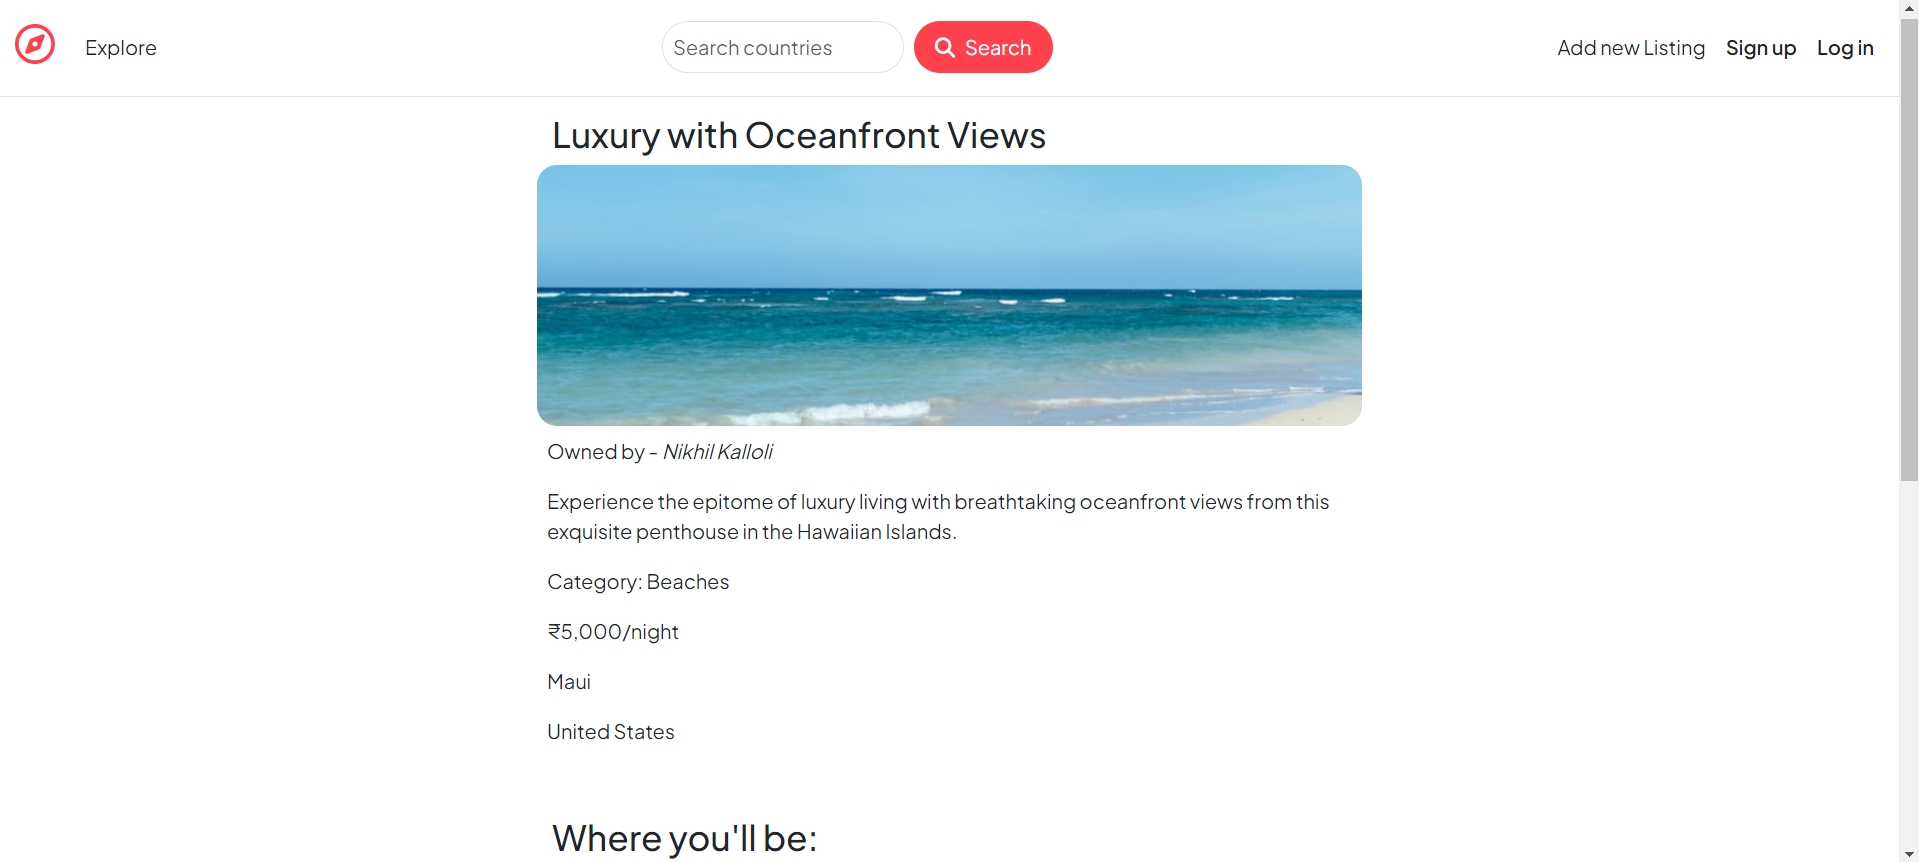 Explore
Search countries
Search
Add new Listing
Sign up
Log in
Luxury with Oceanfront Views
Owned by - Nikhil Kalloli
Experience the epitome of luxury living with breathtaking oceanfront views from this
exquisite penthouse in the Hawaiian Islands.
Category: Beaches
₹5,000/night
Maui
United States
Where you'll be: